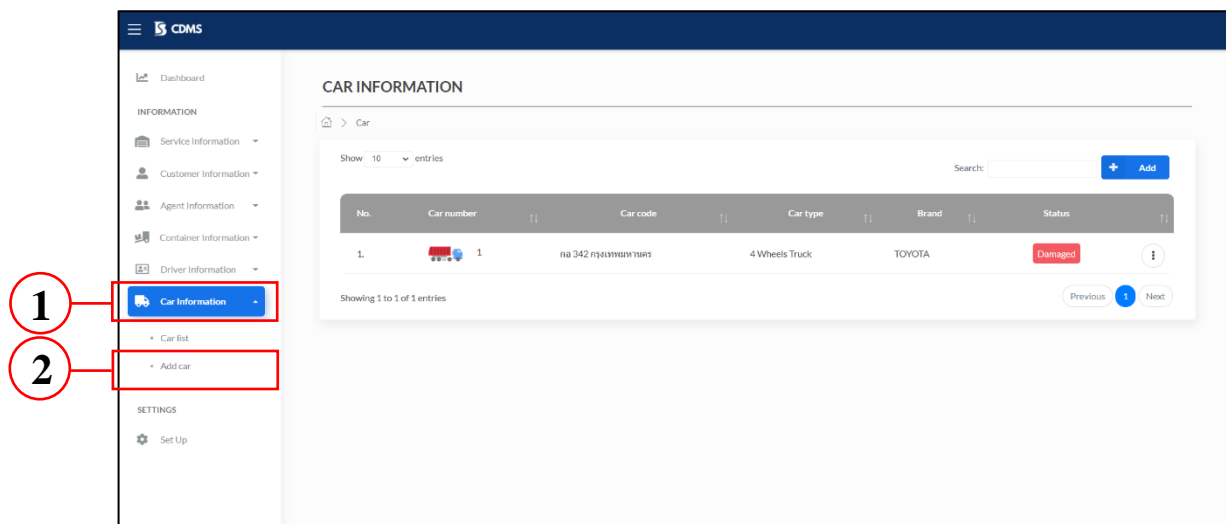 CDMS
Dashboard
INFORMATION
Service Information
Customer Information
Agent Information
Container Information
Driver Information
1
Car Information
Car list
2
Add car
SETTINGS
Set Up
CAR INFORMATION
> Car
Show 10 entries
Search:
+ Add
No. Car number Car code Car type Brand Status
1. 1 กอ 342 กรุงเทพมหานคร 4 Wheels Truck TOYOTA Damaged
Showing 1 to 1 of 1 entries
Previous 1 Next